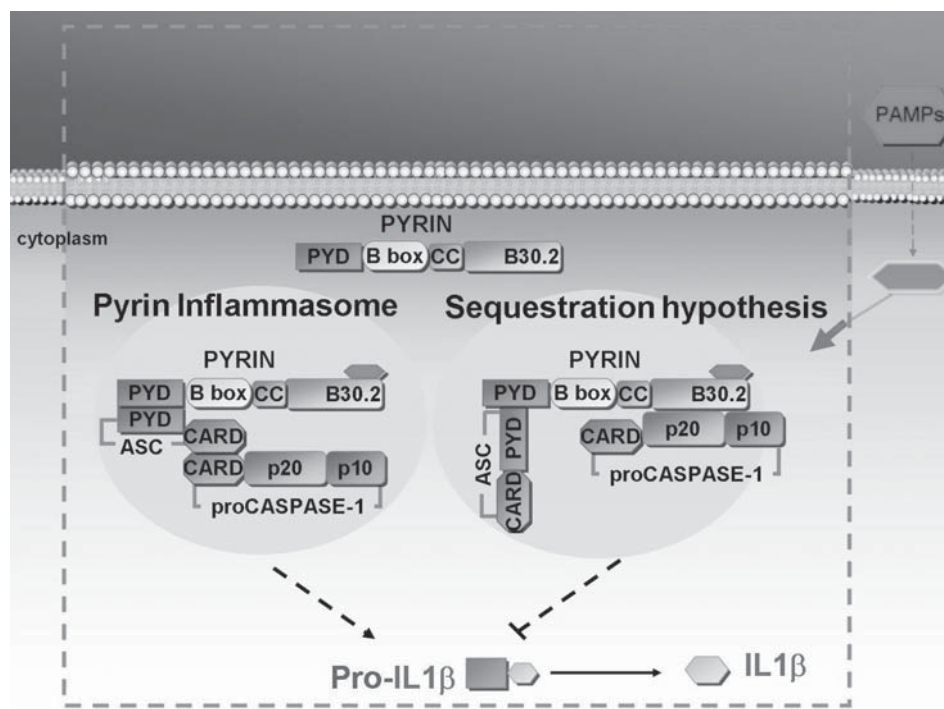 PAMPs
cytoplasm
PYRIN
PYD B box CC B30.2
Pyrin Inflammasome
PYRIN
PYD B box CC B30.2
PYD
ASC CARD
CARD p20 p10
proCASPASE-1
Sequestration hypothesis
PYRIN
PYD B box CC B30.2
ASC PYD CARD
CARD p20 p10
proCASPASE-1
Pro-IL1β IL1β